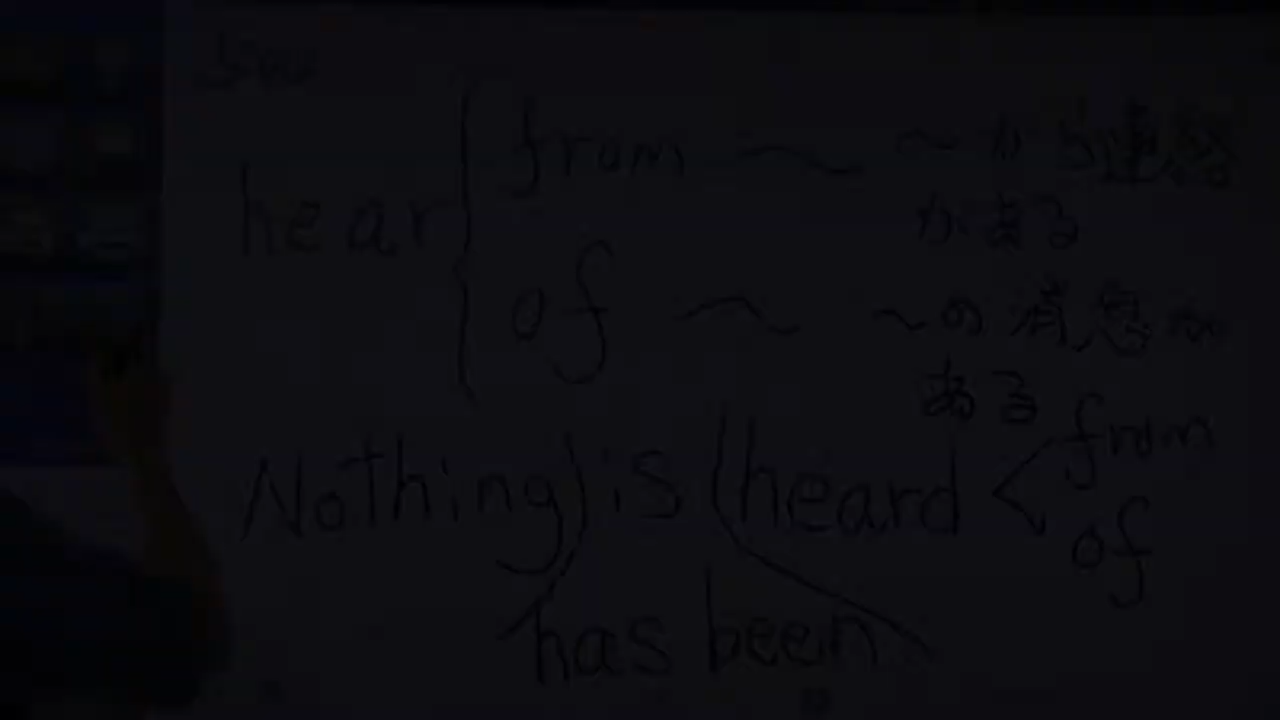 hear from ～ ～から連絡
がある
of ～ ～の消息が
ある
Nothing is heard from
of
has been